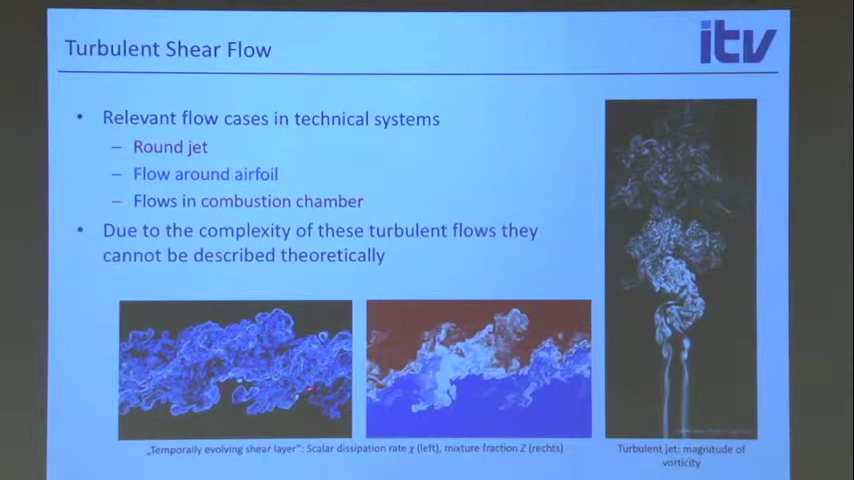 Turbulent Shear Flow
itv
• Relevant flow cases in technical systems
– Round jet
– Flow around airfoil
– Flows in combustion chamber
• Due to the complexity of these turbulent flows they
cannot be described theoretically
„Temporally evolving shear layer“: Scalar dissipation rate χ (left), mixture fraction Z (rechts)
Turbulent jet: magnitude of
vorticity